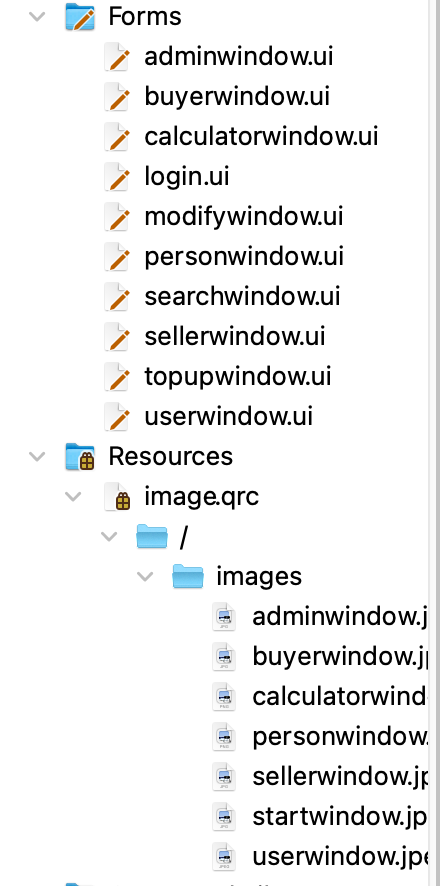 Forms
adminwindow.ui
buyerwindow.ui
calculatorwindow.ui
login.ui
modifywindow.ui
personwindow.ui
searchwindow.ui
sellerwindow.ui
topupwindow.ui
userwindow.ui
Resources
image.qrc
/
images
adminwindow.j
buyerwindow.jp
calculatorwind
personwindow.
sellerwindow.jp
startwindow.jp
userwindow.jpe